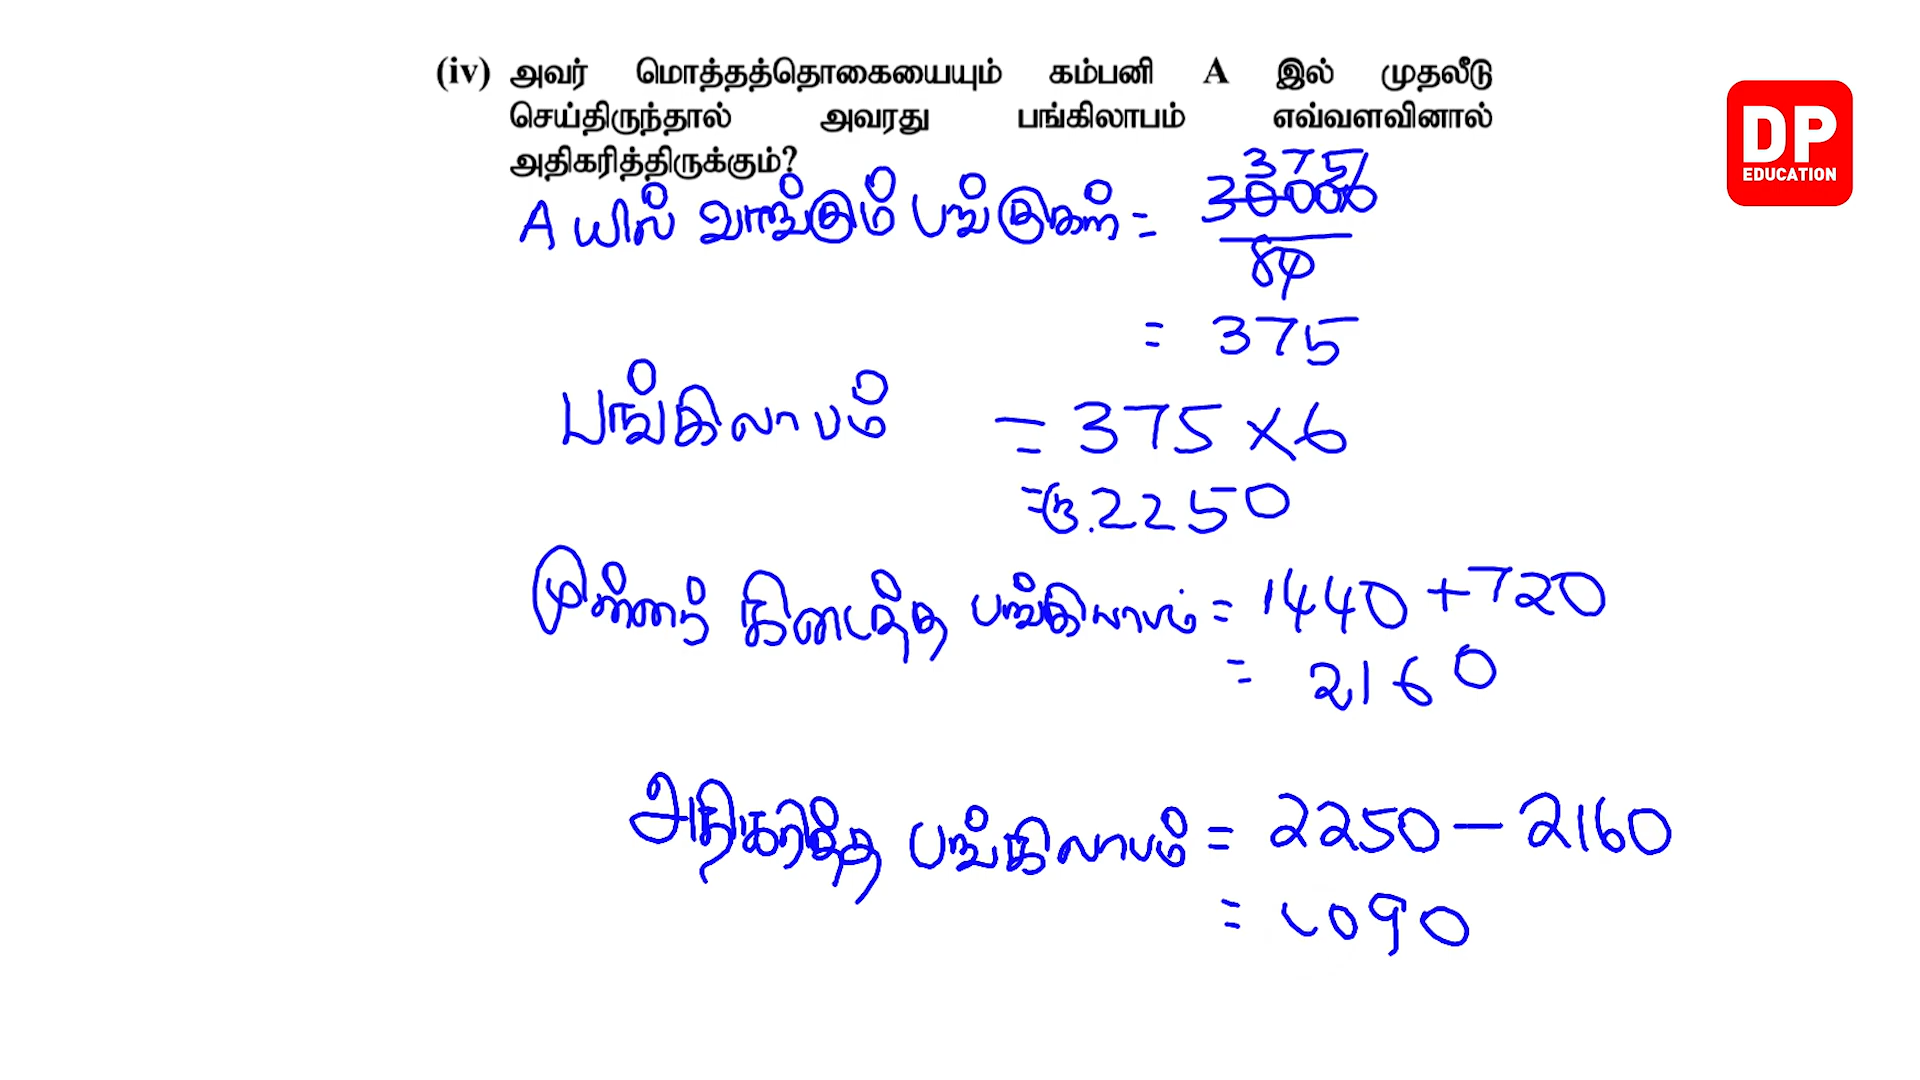 (iv) அவர் மொத்தத்தொகையையும் கம்பனி A இல் முதலீடு
செய்திருந்தால் அவரது பங்கிலாபம் எவ்வளவினால்
அதிகரித்திருக்கும்?
DP
EDUCATION
375
A யில் வாங்கும் பங்குகள் = 30000
80
= 375
பங்கிலாபம் = 375 × 6
= ரூ.2250
முன்னர் கிடைத்த பங்கிலாபம் = 1440 + 720
= 2160
அதிகரித்த பங்கிலாபம் = 2250 - 2160
= 090